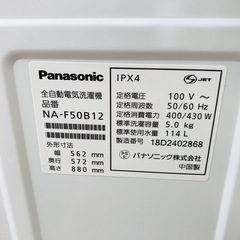 Panasonic
全自動電気洗濯機
品番
NA-F50B12
外形寸法
幅 562 mm
奥行 572 mm
高さ 880 mm
IPX4
JET
定格電圧 100 V～
定格周波数 50/60 Hz
定格消費電力 400/430 W
標準洗濯容量 5.0 kg
標準使用水量 114 L
製造番号 18D2402868
パナソニック株式会社
中国製